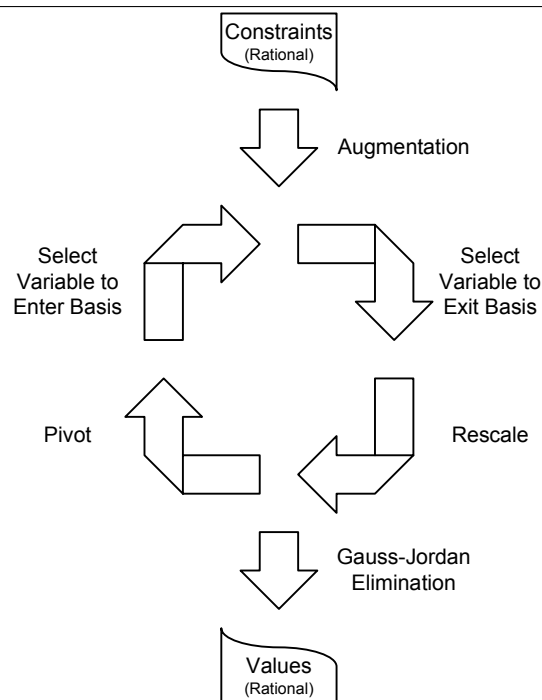 Constraints
(Rational)
Augmentation
Select
Variable to
Enter Basis
Select
Variable to
Exit Basis
Pivot
Rescale
Gauss-Jordan
Elimination
Values
(Rational)